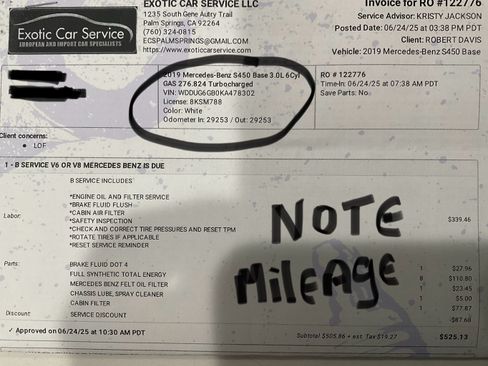 EXOTIC CAR SERVICE LLC
1235 South Gene Autry Trail
Palm Springs, CA 92264
(760) 324-0815
ECSPALMSPRINGS@GMAIL.COM
https://www.exoticcarservice.com
Exotic Car Service
EUROPEAN AND IMPORT CAR SPECIALISTS
Invoice for RO #122776
Service Advisor: KRISTY JACKSON
Posted Date: 06/24/25 at 03:38 PM PDT
Client: ROBERT DAVIS
Vehicle: 2019 Mercedes-Benz S450 Base
2019 Mercedes-Benz S450 Base 3.0L 6Cyl
GAS 276.824 Turbocharged
VIN: WDDUG6GB0KA478302
License: 8KSM788
Color: White
Odometer In: 29253 / Out: 29253
RO # 122776
Time-In: 06/24/25 at 07:38 AM PDT
Save Parts: No
Client concerns:
• LOF
1 - B SERVICE V6 OR V8 MERCEDES BENZ IS DUE
B SERVICE INCLUDES
Labor:
*ENGINE OIL AND FILTER SERVICE
*BRAKE FLUID FLUSH
*CABIN AIR FILTER
*SAFETY INSPECTION
*CHECK AND CORRECT TIRE PRESSURES AND RESET TPM
*ROTATE TIRES IF APPLICABLE
*RESET SERVICE REMINDER
$339.46
NOTE
MilEAgE
Parts:
BRAKE FLUID DOT 4 1 $27.96
FULL SYNTHETIC TOTAL ENERGY 8 $110.80
MERCEDES BENZ FELT OIL FILTER 1 $23.45
CHASSIS LUBE, SPRAY CLEANER 1 $5.00
CABIN FILTER 1 $77.87
Discount SERVICE DISCOUNT -$87.68
✓ Approved on 06/24/25 at 10:30 AM PDT
Subtotal $505.86 + est. Tax $19.27 $525.13